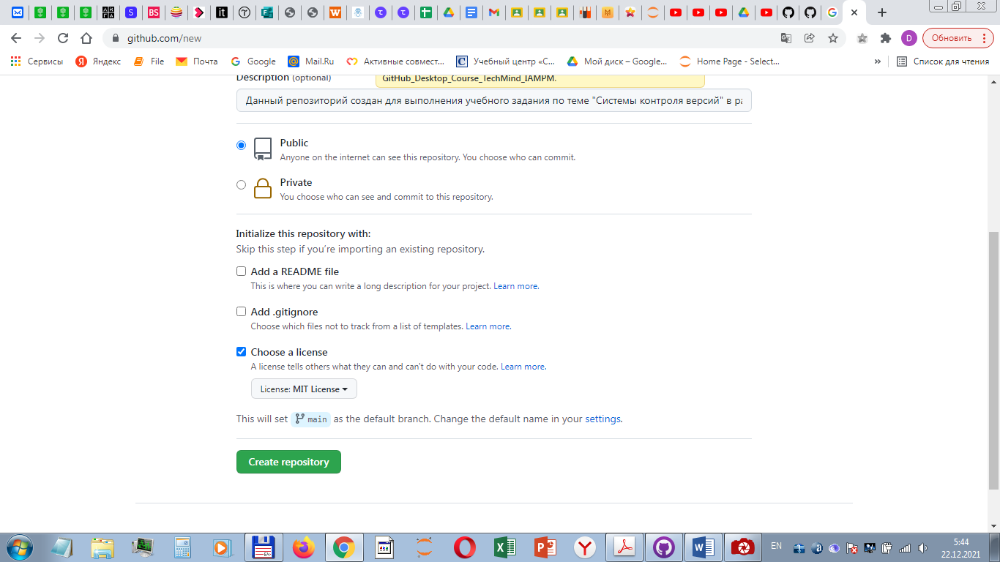 АК
ГА
S
BS
it
W
M
G
github.com/new
D
Обновить
Сервисы
Яндекс
File
Почта
Google
Mail.Ru
Активные совмест...
Учебный центр «С...
Мой диск – Google...
Home Page - Select...
»
Список для чтения
Description (optional)
GitHub_Desktop_Course_TechMind_IAMPM.
Данный репозиторий создан для выполнения учебного задания по теме "Системы контроля версий" в ра
Public
Anyone on the internet can see this repository. You choose who can commit.
Private
You choose who can see and commit to this repository.
Initialize this repository with:
Skip this step if you're importing an existing repository.
Add a README file
This is where you can write a long description for your project. Learn more.
Add .gitignore
Choose which files not to track from a list of templates. Learn more.
Choose a license
A license tells others what they can and can't do with your code. Learn more.
License: MIT License
This will set main as the default branch. Change the default name in your settings.
Create repository
EN
5:44
22.12.2021